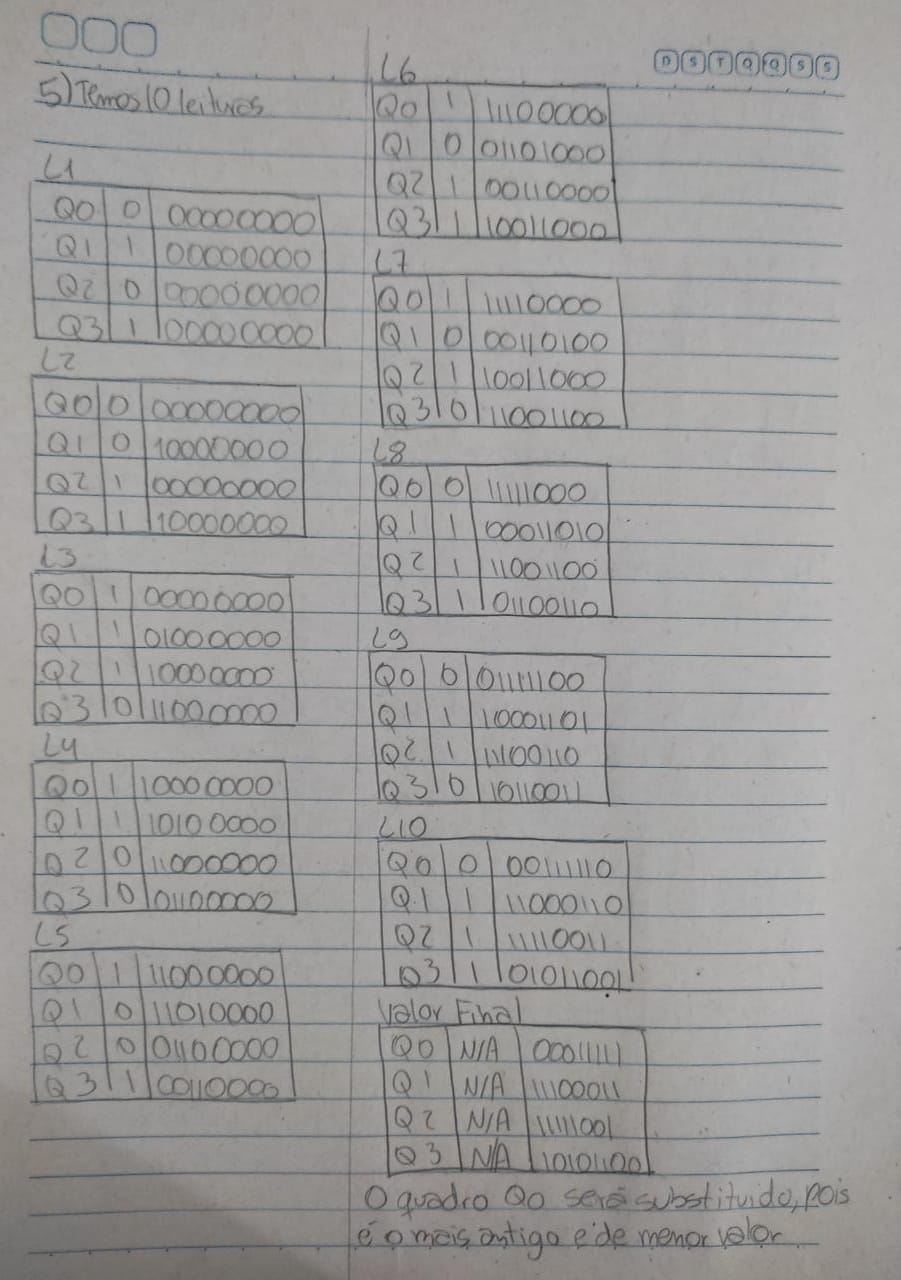 D S T Q Q S S
5) Temos 10 leituras
L1
Q0 0 00000000
Q1 1 00000000
Q2 0 00000000
Q3 1 00000000
L2
Q0 0 00000000
Q1 0 10000000
Q2 1 00000000
Q3 1 10000000
L3
Q0 1 00000000
Q1 1 01000000
Q2 1 10000000
Q3 0 11000000
L4
Q0 1 10000000
Q1 1 10100000
Q2 0 11000000
Q3 0 01100000
L5
Q0 1 11000000
Q1 0 11010000
Q2 0 01100000
Q3 1 00110000
L6
Q0 1 11100000
Q1 0 01101000
Q2 1 00110000
Q3 1 10011000
L7
Q0 1 11110000
Q1 0 00110100
Q2 1 10011000
Q3 0 11001100
L8
Q0 0 11111000
Q1 1 00011010
Q2 1 11001100
Q3 1 01100110
L9
Q0 0 01111100
Q1 1 10001101
Q2 1 11100110
Q3 0 10110011
L10
Q0 0 00111110
Q1 1 11000110
Q2 1 11110011
Q3 1 01011001
Valor Final
Q0 N/A 00011111
Q1 N/A 11100011
Q2 N/A 11111001
Q3 N/A 10101100
O quadro Q0 será substituido, pois
é o mais antigo e de menor valor